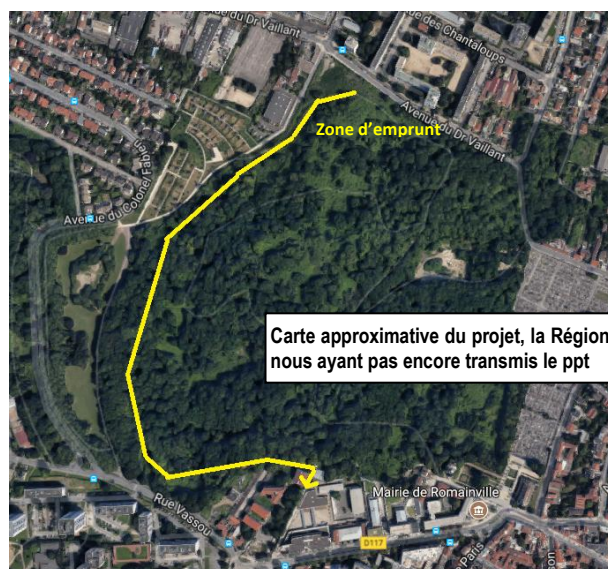 Avenue du Dr Vaillant
Rue des Chantaloups
Zone d'emprunt
Avenue du Dr Vaillant
Avenue du Colonel Fabien
Carte approximative du projet, la Région
nous ayant pas encore transmis le ppt
Mairie de Romainville
Rue Vassou
D117
Paris